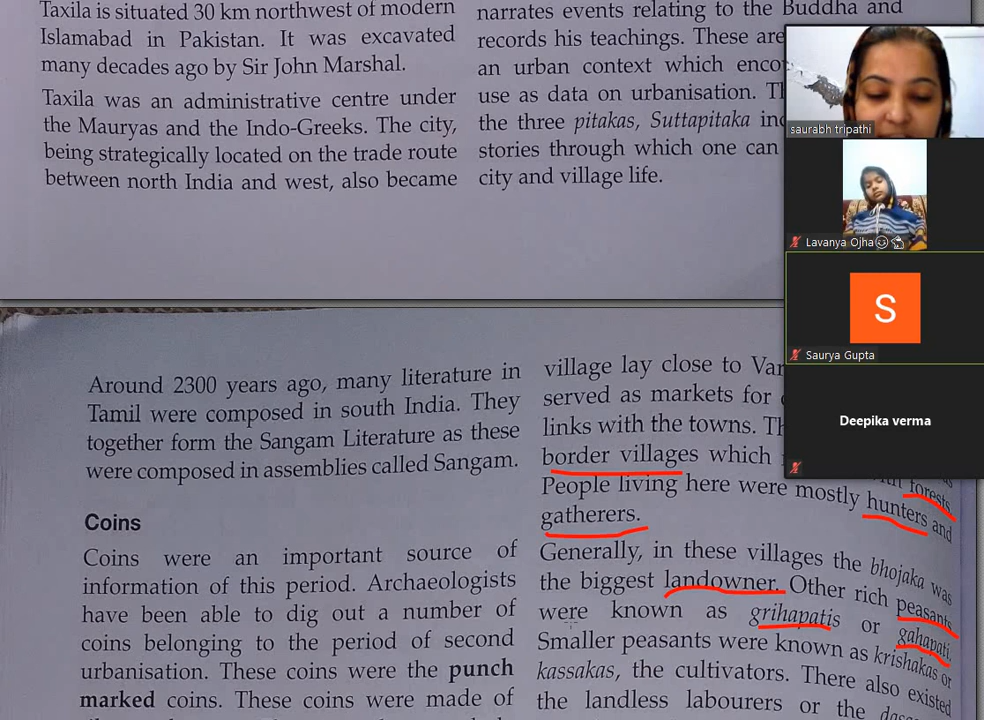 Taxila is situated 30 km northwest of modern
Islamabad in Pakistan. It was excavated
many decades ago by Sir John Marshal.
Taxila was an administrative centre under
the Mauryas and the Indo-Greeks. The city,
being strategically located on the trade route
between north India and west, also became
narrates events relating to the Buddha and
records his teachings. These are
an urban context which
use as data on urbanisation.
the three pitakas, Suttapitaka
stories through which one can
city and village life.
Around 2300 years ago, many literature in
Tamil were composed in south India. They
together form the Sangam Literature as these
were composed in assemblies called Sangam.
Coins
Coins were an important source of
information of this period. Archaeologists
have been able to dig out a number of
coins belonging to the period of second
urbanisation. These coins were the punch
marked coins. These coins were made of
village lay close to
served as markets for
links with the towns.
border villages which
forests.
People living here were mostly hunters and
gatherers.
Generally, in these villages the bhojaka was
the biggest landowner. Other rich peasants
were known as grihapatis or gahapati.
Smaller peasants were known as krishakas or
kassakas, the cultivators. There also existed
the landless labourers or the
saurabh tripathi
Lavanya Ojha
S
Saurya Gupta
Deepika verma